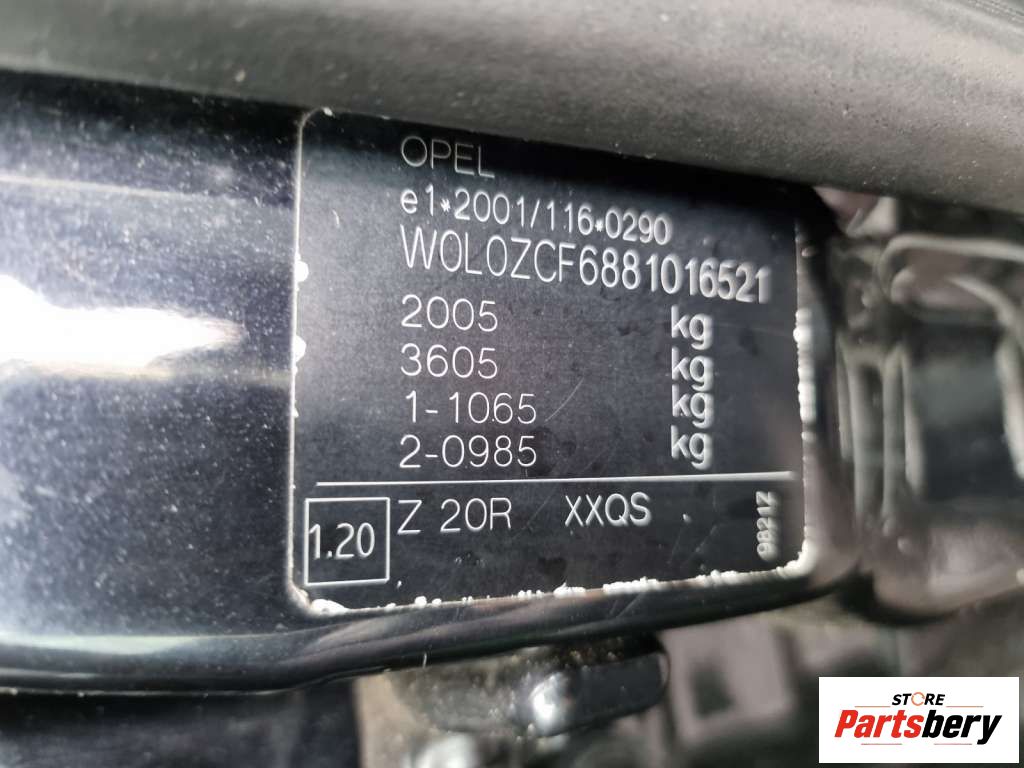 OPEL
e1*2001/116*0290
W0L0ZCF6881016521
2005 kg
3605 kg
1-1065 kg
2-0985 kg
1.20 Z 20R XXQS 9821Z
STORE
Partsbery